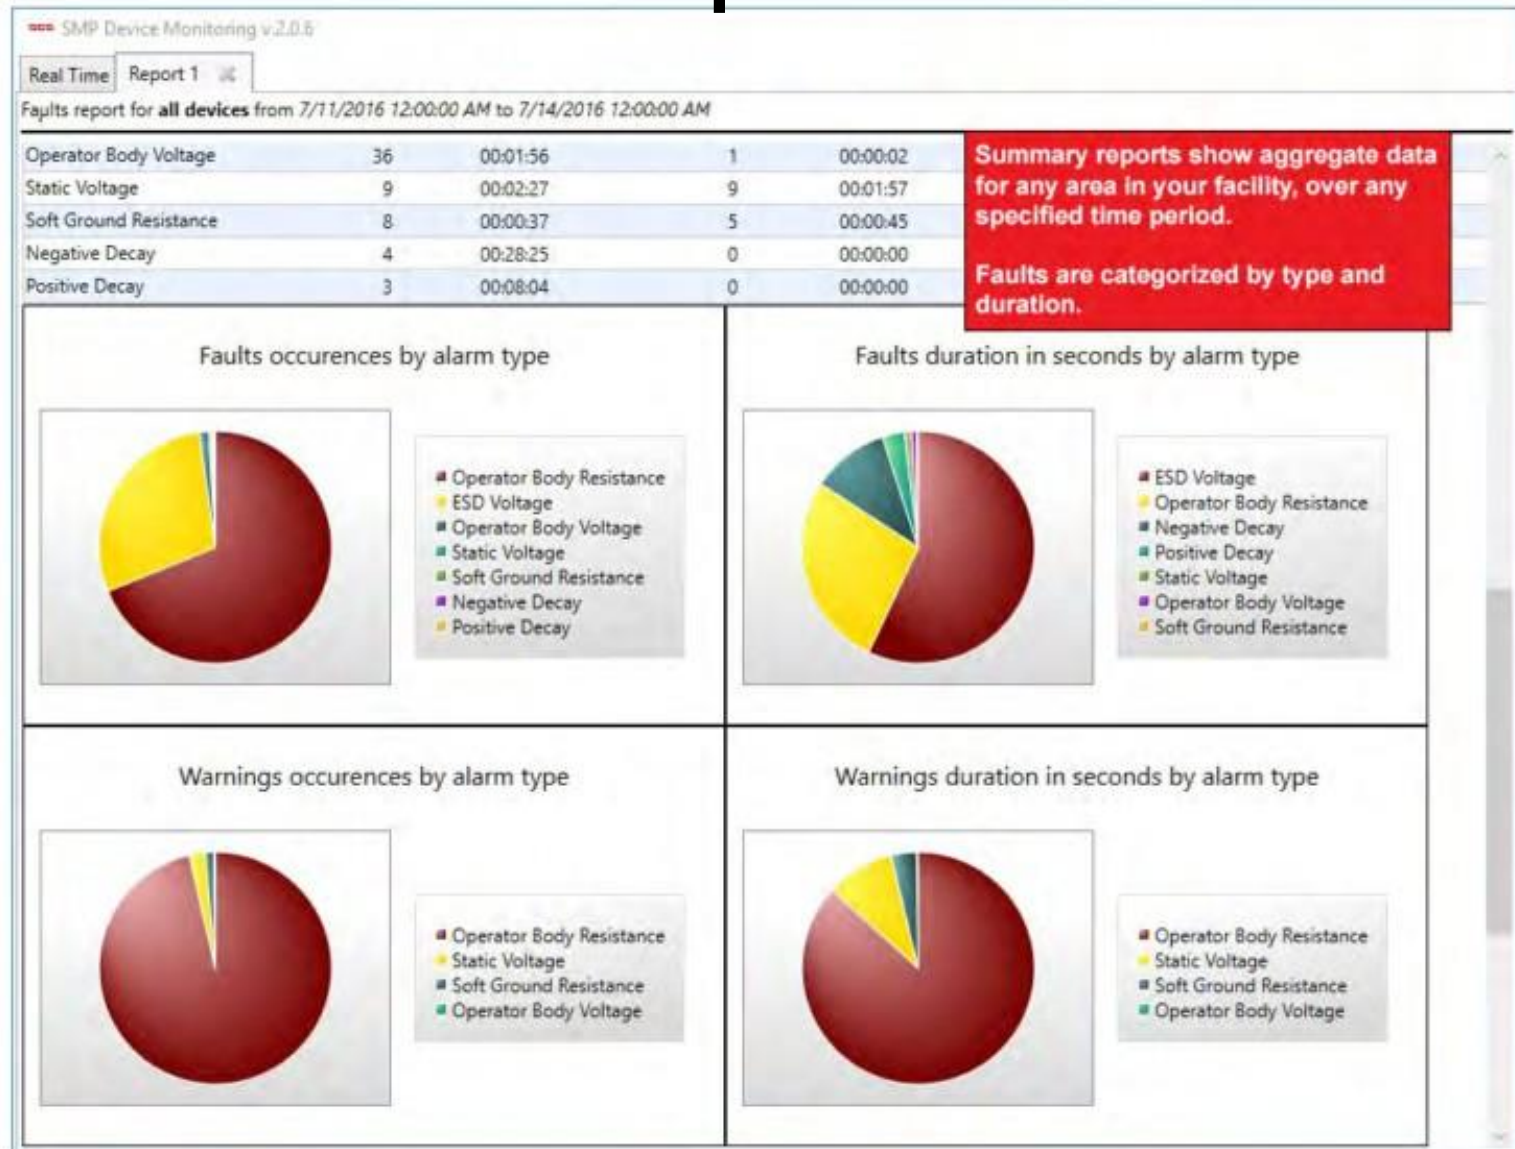 SMP Device Monitoring v.2.0.6
Real Time Report 1
Faults report for all devices from 7/11/2016 12:00:00 AM to 7/14/2016 12:00:00 AM
Operator Body Voltage 36 00:01:56 1 00:00:02
Static Voltage 9 00:02:27 9 00:01:57
Soft Ground Resistance 8 00:00:37 5 00:00:45
Negative Decay 4 00:28:25 0 00:00:00
Positive Decay 3 00:08:04 0 00:00:00
Summary reports show aggregate data
for any area in your facility, over any
specified time period.
Faults are categorized by type and
duration.
Faults occurences by alarm type
Operator Body Resistance
ESD Voltage
Operator Body Voltage
Static Voltage
Soft Ground Resistance
Negative Decay
Positive Decay
Faults duration in seconds by alarm type
ESD Voltage
Operator Body Resistance
Negative Decay
Positive Decay
Static Voltage
Operator Body Voltage
Soft Ground Resistance
Warnings occurences by alarm type
Operator Body Resistance
Static Voltage
Soft Ground Resistance
Operator Body Voltage
Warnings duration in seconds by alarm type
Operator Body Resistance
Static Voltage
Soft Ground Resistance
Operator Body Voltage